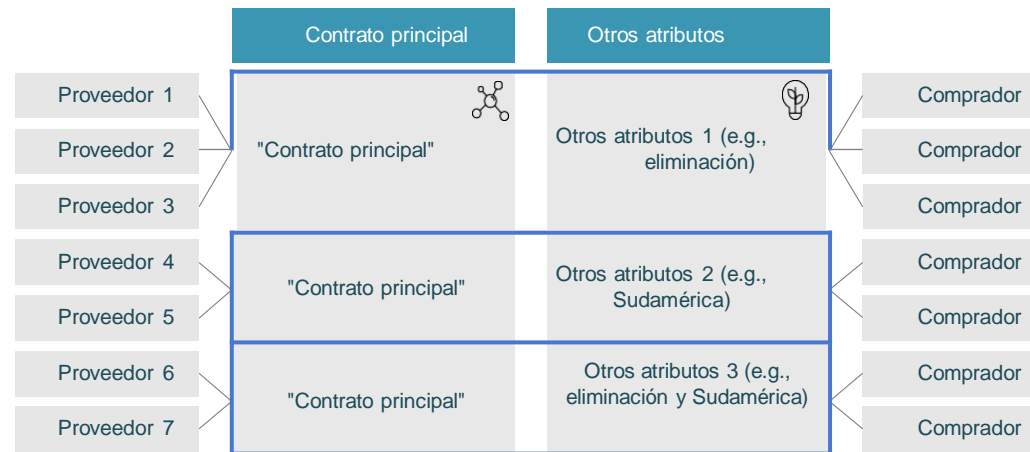 Contrato principal
Otros atributos
Proveedor 1
Proveedor 2
Proveedor 3
"Contrato principal"
Otros atributos 1 (e.g.,
eliminación)
Comprador
Comprador
Comprador
Proveedor 4
Proveedor 5
"Contrato principal"
Otros atributos 2 (e.g.,
Sudamérica)
Comprador
Comprador
Proveedor 6
Proveedor 7
"Contrato principal"
Otros atributos 3 (e.g.,
eliminación y Sudamérica)
Comprador
Comprador